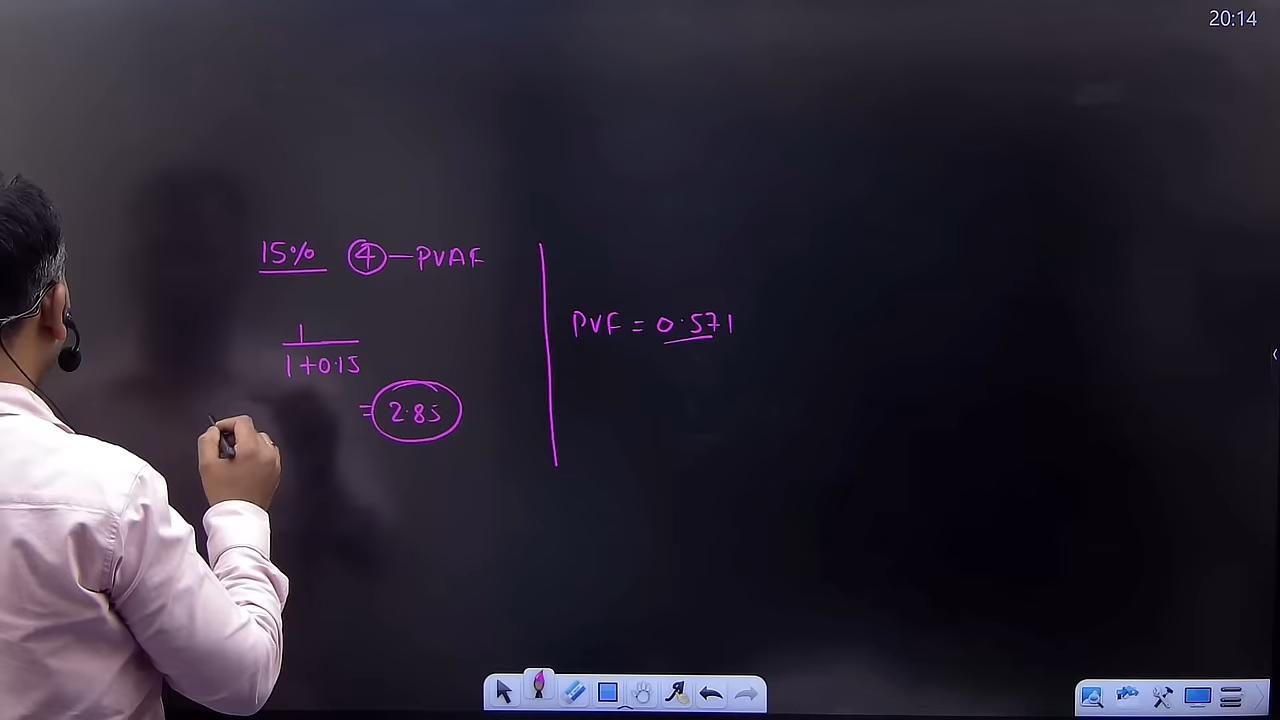 20:14
15% ④ - PVAF
1
1+0.15
= 2.85
PVF = 0.571